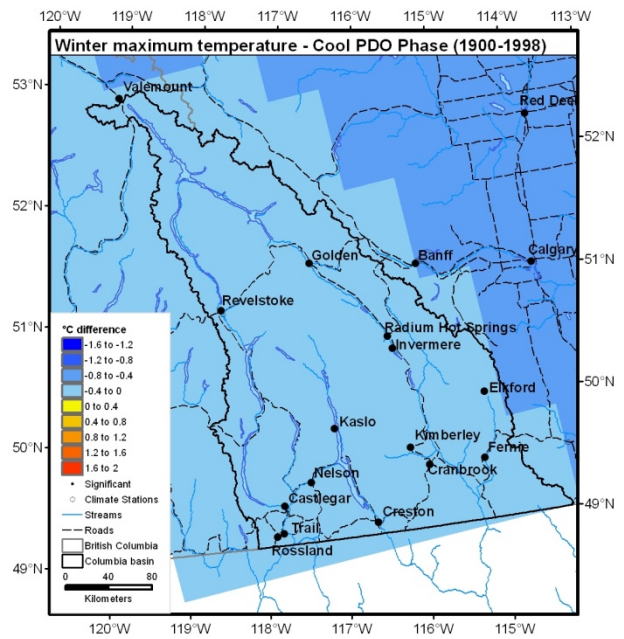 120°W 119°W 118°W 117°W 116°W 115°W 114°W 113°W
Winter maximum temperature - Cool PDO Phase (1900-1998)
53°N
Valemount
Red Deer
52°N
52°N
Golden
Banff
Calgary
51°N
Revelstoke
51°N
Radium Hot Springs
Invermere
°C difference
-1.6 to -1.2
-1.2 to -0.8
-0.8 to -0.4
-0.4 to 0
0 to 0.4
0.4 to 0.8
0.8 to 1.2
1.2 to 1.6
1.6 to 2
Significant
Climate Stations
Streams
Roads
British Columbia
Columbia basin
0 40 80
Kilometers
50°N
Elkford
Kaslo
Kimberley
Fernie
50°N
Cranbrook
Nelson
Castlegar
Creston
49°N
Trail
Rossland
49°N
120°W 119°W 118°W 117°W 116°W 115°W 114°W